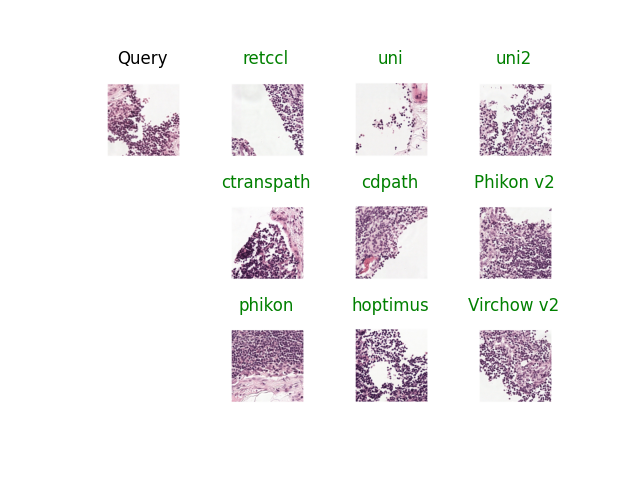 Query retccl uni uni2
ctranspath cdpath Phikon v2
phikon hoptimus Virchow v2